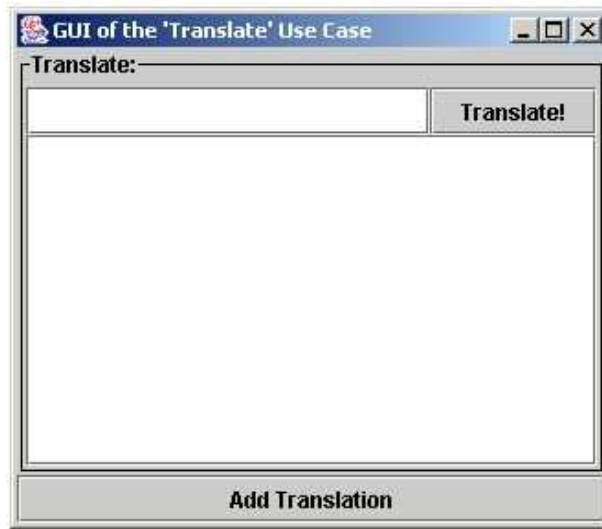 GUI of the 'Translate' Use Case
Translate:
Translate!
Add Translation